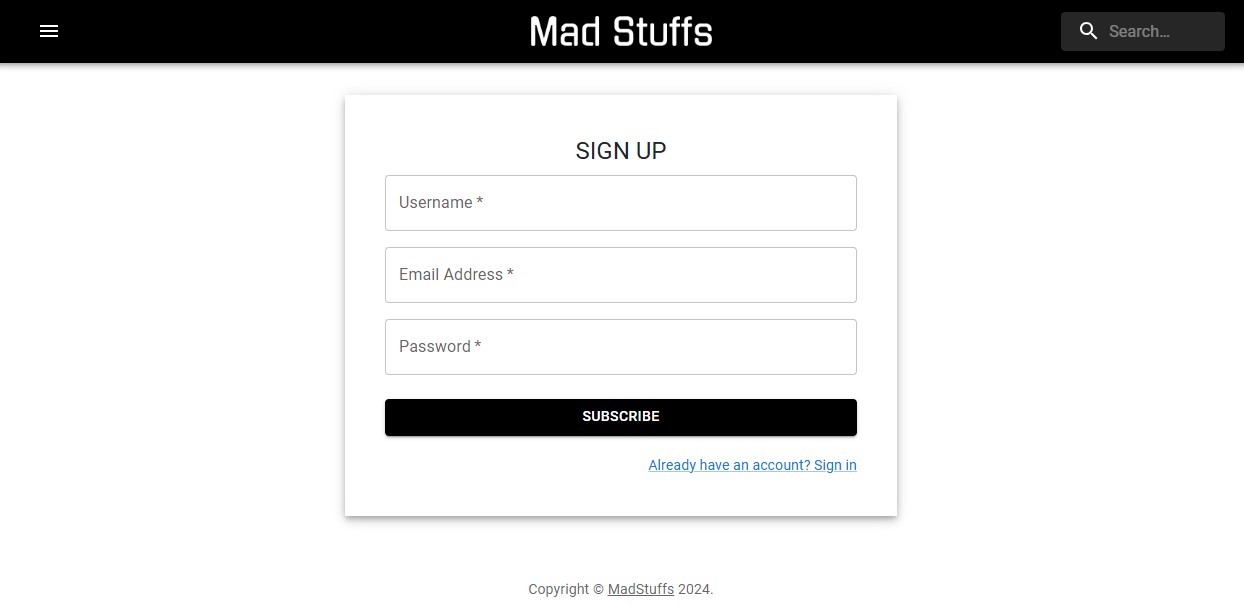 Mad Stuffs
Search…
SIGN UP
Username *
Email Address *
Password *
SUBSCRIBE
Already have an account? Sign in
Copyright © MadStuffs 2024.